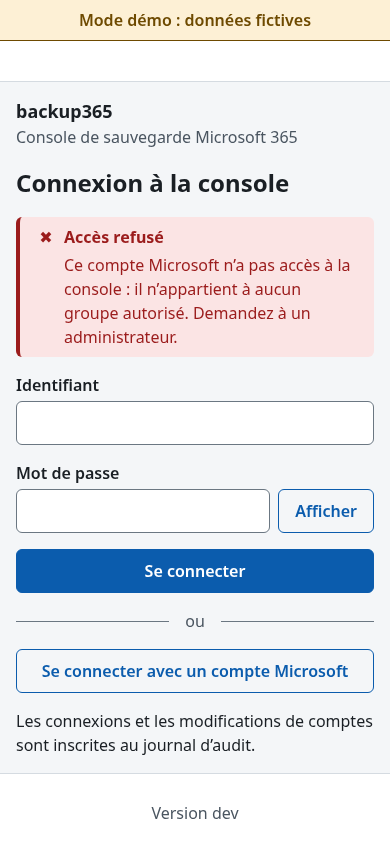 Mode démo : données fictives
backup365
Console de sauvegarde Microsoft 365
Connexion à la console
✖ Accès refusé
Ce compte Microsoft n’a pas accès à la
console : il n’appartient à aucun
groupe autorisé. Demandez à un
administrateur.
Identifiant
Mot de passe
Afficher
Se connecter
ou
Se connecter avec un compte Microsoft
Les connexions et les modifications de comptes
sont inscrites au journal d’audit.
Version dev